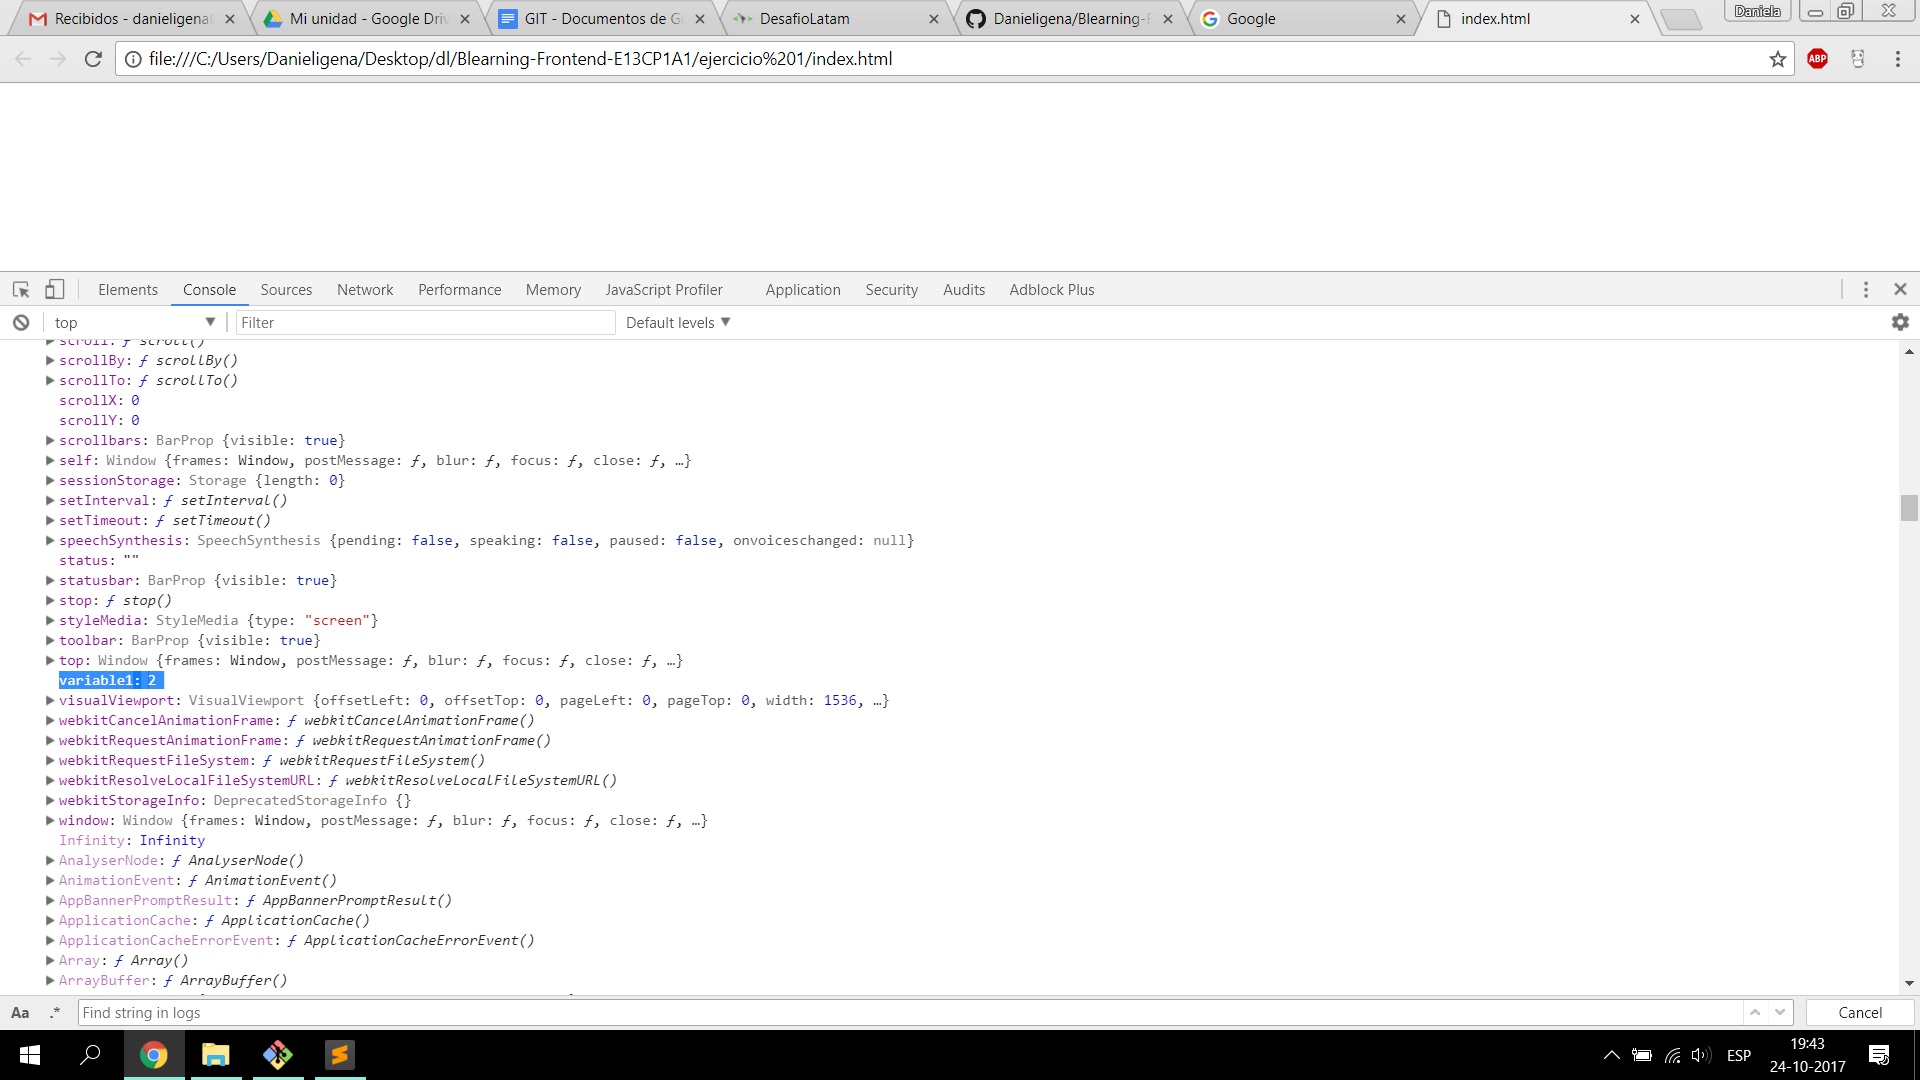 Recibidos - danieligena
Mi unidad - Google Driv
GIT - Documentos de G
DesafioLatam
Danieligena/Blearning-F
Google
index.html
Daniela
file:///C:/Users/Danieligena/Desktop/dl/Blearning-Frontend-E13CP1A1/ejercicio%201/index.html
ABP
Elements Console Sources Network Performance Memory JavaScript Profiler Application Security Audits Adblock Plus
top Filter Default levels
scroll: ƒ scroll()
scrollBy: ƒ scrollBy()
scrollTo: ƒ scrollTo()
scrollX: 0
scrollY: 0
scrollbars: BarProp {visible: true}
self: Window {frames: Window, postMessage: ƒ, blur: ƒ, focus: ƒ, close: ƒ, …}
sessionStorage: Storage {length: 0}
setInterval: ƒ setInterval()
setTimeout: ƒ setTimeout()
speechSynthesis: SpeechSynthesis {pending: false, speaking: false, paused: false, onvoiceschanged: null}
status: ""
statusbar: BarProp {visible: true}
stop: ƒ stop()
styleMedia: StyleMedia {type: "screen"}
toolbar: BarProp {visible: true}
top: Window {frames: Window, postMessage: ƒ, blur: ƒ, focus: ƒ, close: ƒ, …}
variable1: 2
visualViewport: VisualViewport {offsetLeft: 0, offsetTop: 0, pageLeft: 0, pageTop: 0, width: 1536, …}
webkitCancelAnimationFrame: ƒ webkitCancelAnimationFrame()
webkitRequestAnimationFrame: ƒ webkitRequestAnimationFrame()
webkitRequestFileSystem: ƒ webkitRequestFileSystem()
webkitResolveLocalFileSystemURL: ƒ webkitResolveLocalFileSystemURL()
webkitStorageInfo: DeprecatedStorageInfo {}
window: Window {frames: Window, postMessage: ƒ, blur: ƒ, focus: ƒ, close: ƒ, …}
Infinity: Infinity
AnalyserNode: ƒ AnalyserNode()
AnimationEvent: ƒ AnimationEvent()
AppBannerPromptResult: ƒ AppBannerPromptResult()
ApplicationCache: ƒ ApplicationCache()
ApplicationCacheErrorEvent: ƒ ApplicationCacheErrorEvent()
Array: ƒ Array()
ArrayBuffer: ƒ ArrayBuffer()
Aa .* Find string in logs Cancel
ESP
19:43
24-10-2017